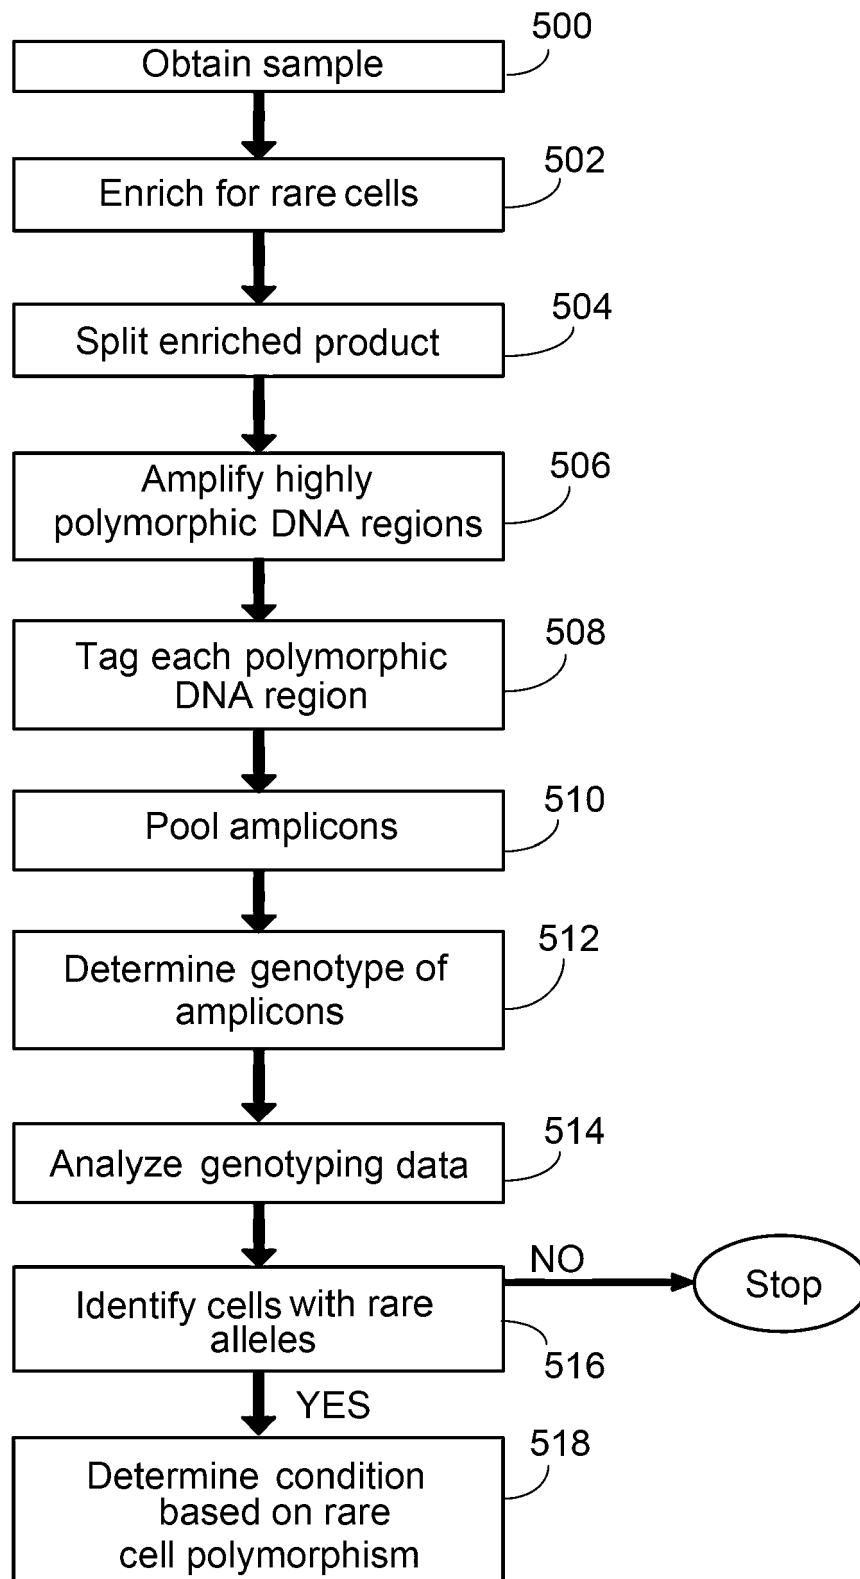 500
Obtain sample
502
Enrich for rare cells
504
Split enriched product
506
Amplify highly
polymorphic DNA regions
508
Tag each polymorphic
DNA region
510
Pool amplicons
512
Determine genotype of
amplicons
514
Analyze genotyping data
NO
Stop
Identify cells with rare
alleles
516
YES
518
Determine condition
based on rare
cell polymorphism